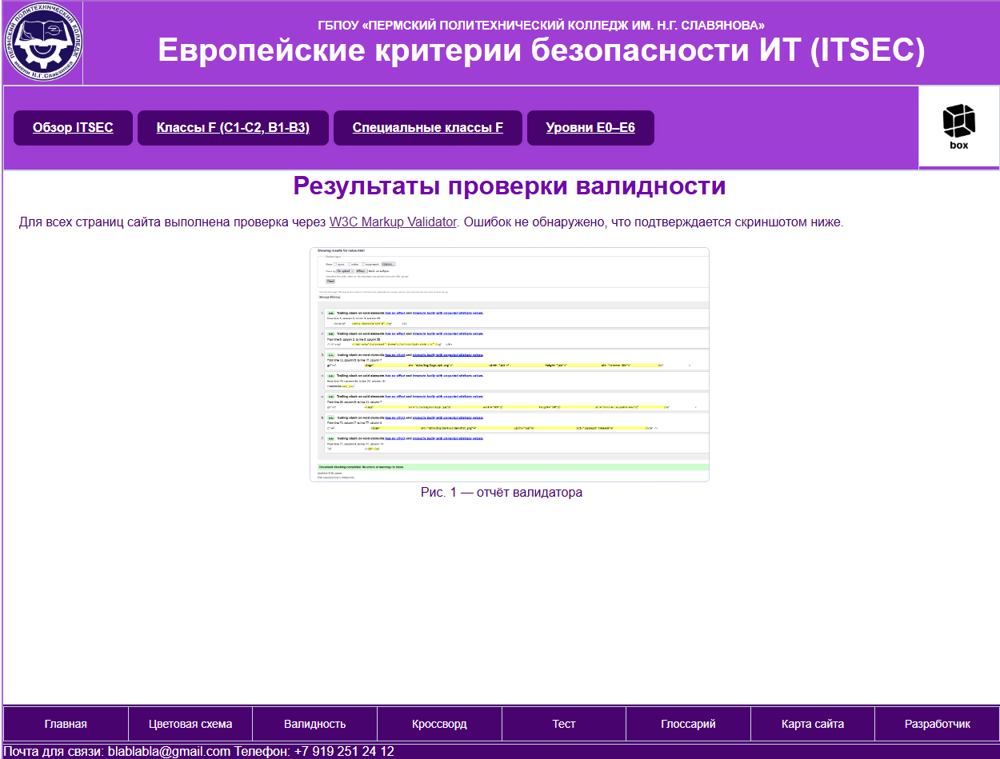 ПЕРМСКИЙ ПОЛИТЕХНИЧЕСКИЙ КОЛЛЕДЖ
имени Н.Г.Славянова
ГБПОУ «ПЕРМСКИЙ ПОЛИТЕХНИЧЕСКИЙ КОЛЛЕДЖ ИМ. Н.Г. СЛАВЯНОВА»
Европейские критерии безопасности ИТ (ITSEC)
Обзор ITSEC
Классы F (C1-C2, B1-B3)
Специальные классы F
Уровни E0–E6
box
Результаты проверки валидности
Для всех страниц сайта выполнена проверка через W3C Markup Validator. Ошибок не обнаружено, что подтверждается скриншотом ниже.
Showing results for index.html
Check
Message Filtering
1. Info Trailing slash on void elements has no effect and interacts badly with unquoted attribute values.
2. Info Trailing slash on void elements has no effect and interacts badly with unquoted attribute values.
3. Info Trailing slash on void elements has no effect and interacts badly with unquoted attribute values.
4. Info Trailing slash on void elements has no effect and interacts badly with unquoted attribute values.
5. Info Trailing slash on void elements has no effect and interacts badly with unquoted attribute values.
6. Info Trailing slash on void elements has no effect and interacts badly with unquoted attribute values.
7. Info Trailing slash on void elements has no effect and interacts badly with unquoted attribute values.
Document checking completed. No errors or warnings to show.
Рис. 1 — отчёт валидатора
Главная
Цветовая схема
Валидность
Кроссворд
Тест
Глоссарий
Карта сайта
Разработчик
Почта для связи: blablabla@gmail.com Телефон: +7 919 251 24 12